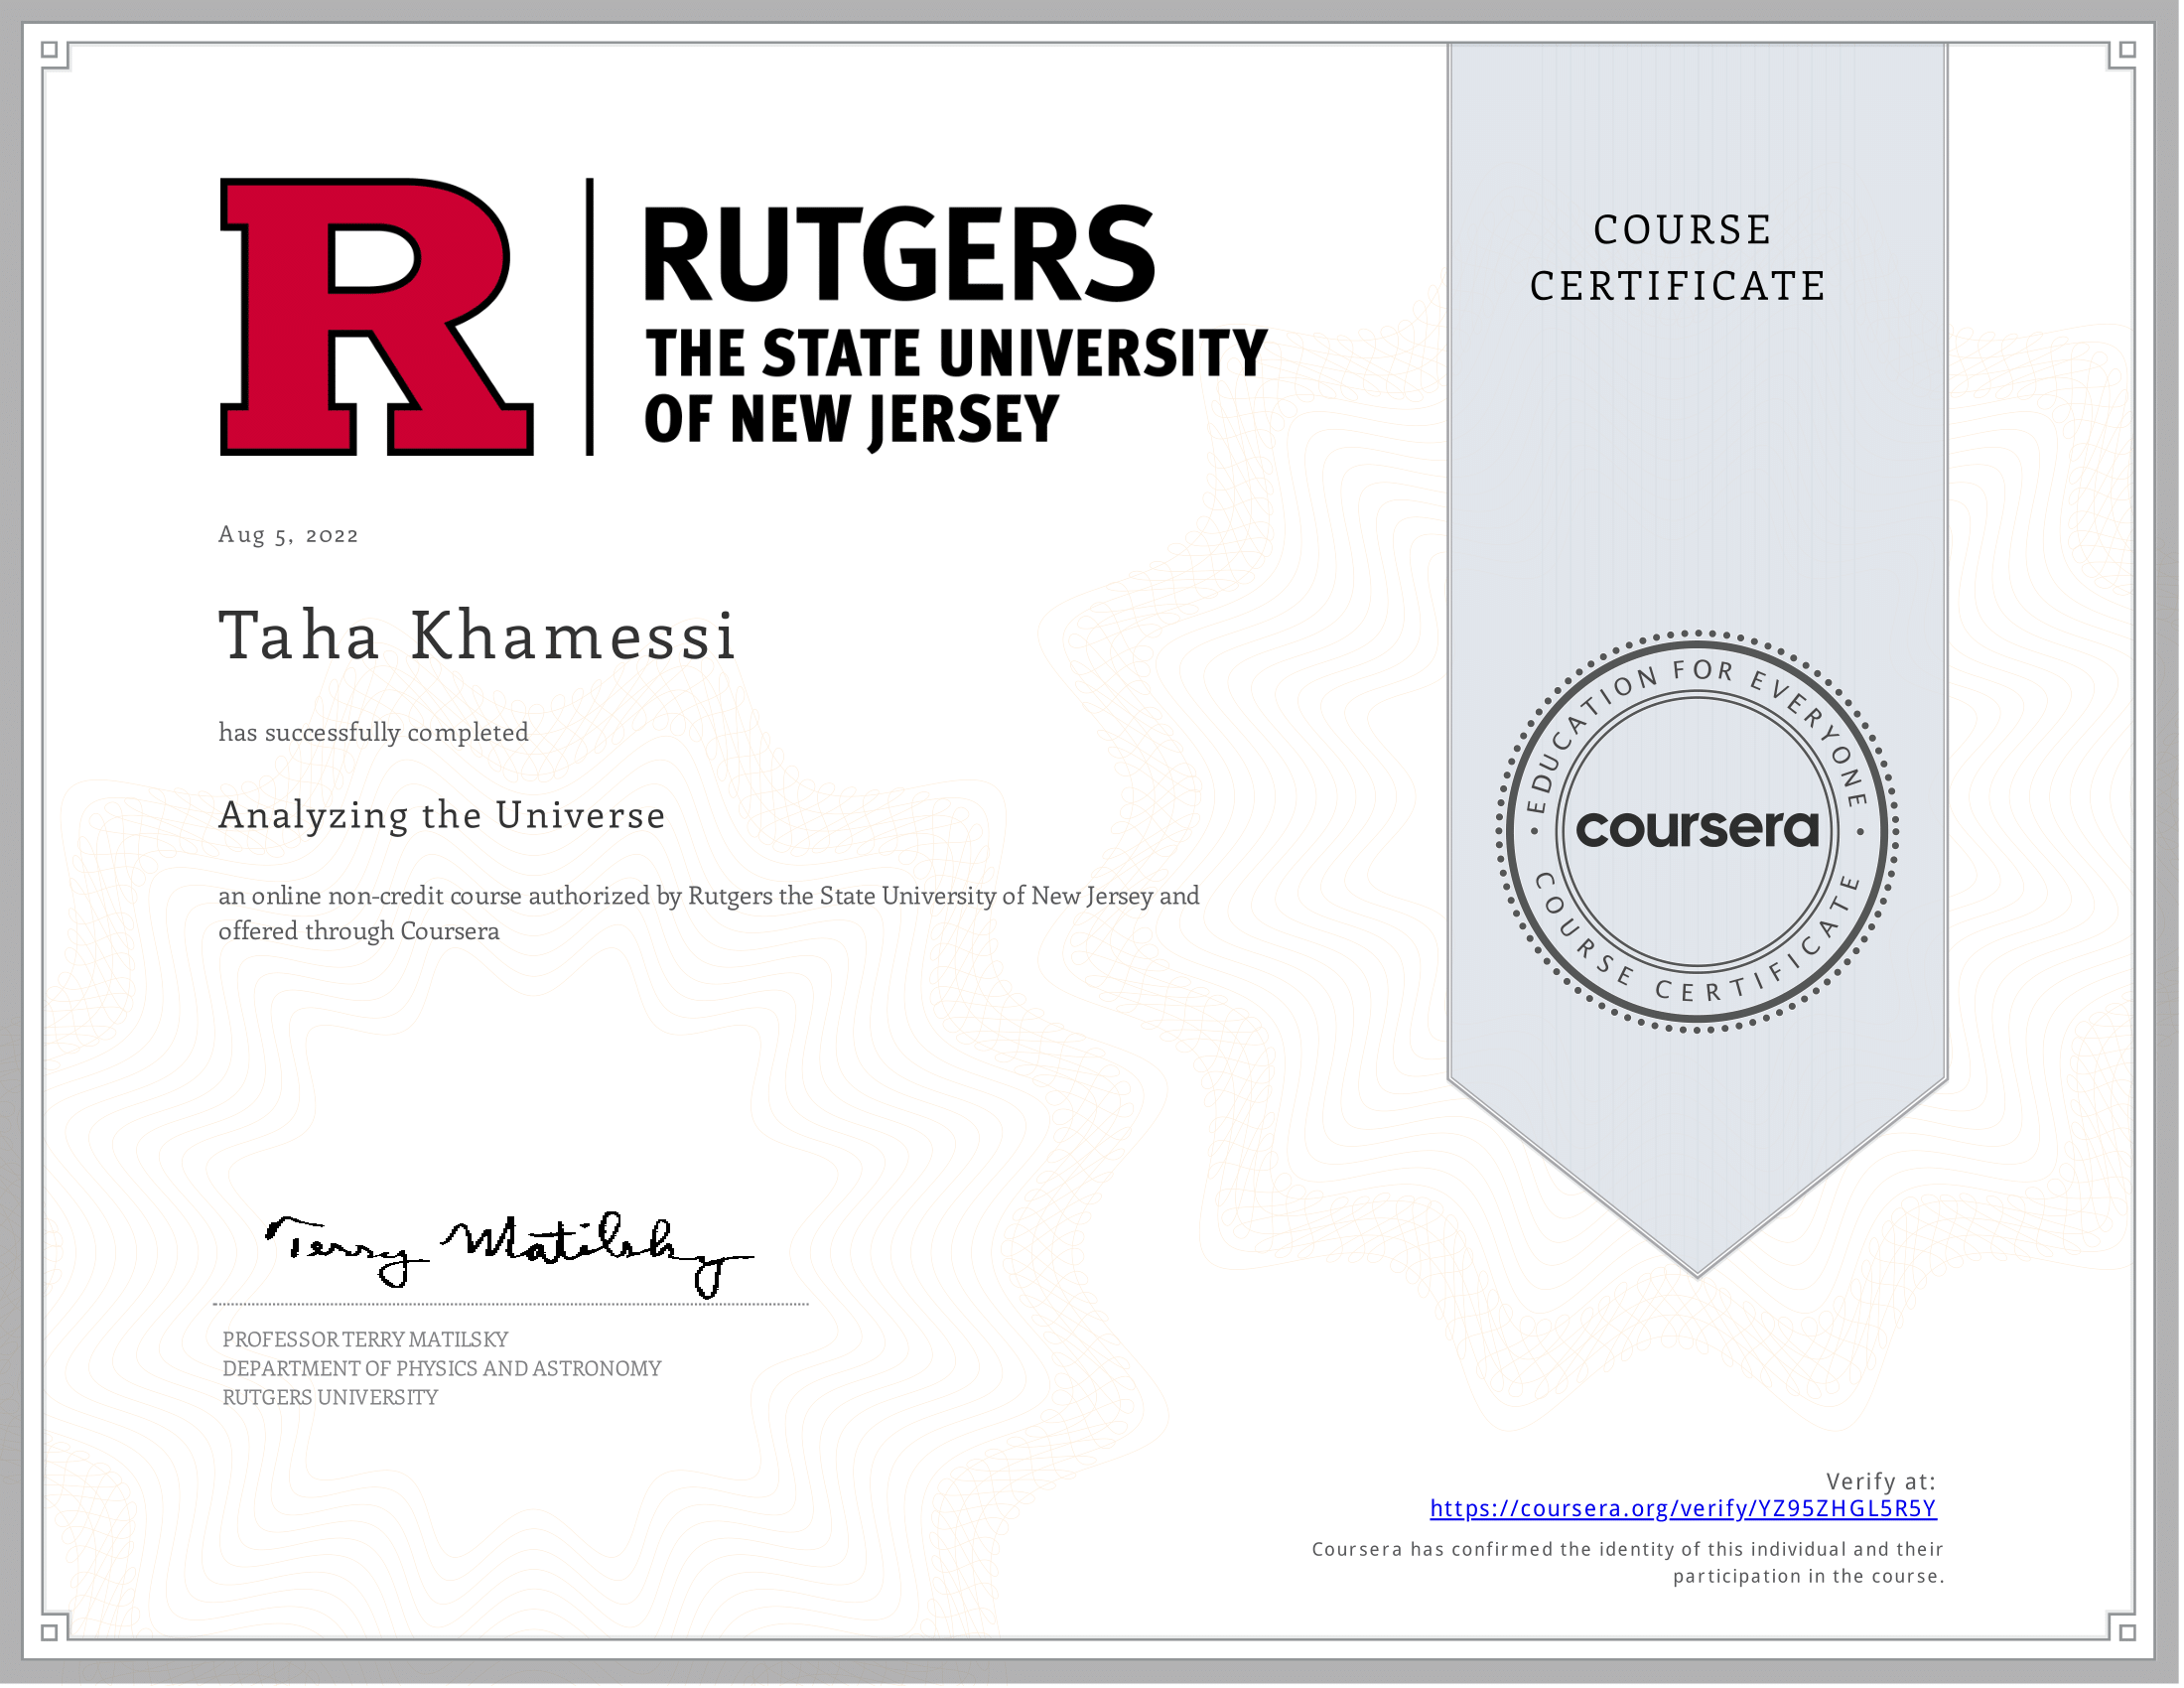 R
RUTGERS
THE STATE UNIVERSITY
OF NEW JERSEY
COURSE
CERTIFICATE
Aug 5, 2022
Taha Khamessi
has successfully completed
Analyzing the Universe
an online non-credit course authorized by Rutgers the State University of New Jersey and
offered through Coursera
• EDUCATION FOR EVERYONE •
coursera
COURSE CERTIFICATE
Terry Matilsky
PROFESSOR TERRY MATILSKY
DEPARTMENT OF PHYSICS AND ASTRONOMY
RUTGERS UNIVERSITY
Verify at:
https://coursera.org/verify/YZ95ZHGL5R5Y
Coursera has confirmed the identity of this individual and their
participation in the course.